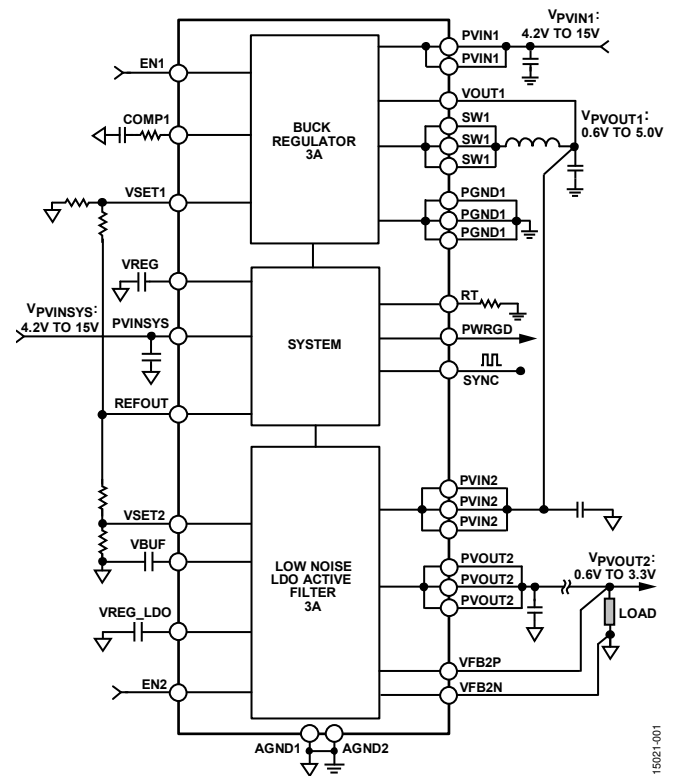 VPVIN1:
4.2V TO 15V
PVIN1
PVIN1
EN1
VOUT1
COMP1
BUCK
REGULATOR
3A
SW1
SW1
SW1
VPVOUT1:
0.6V TO 5.0V
VSET1
PGND1
PGND1
PGND1
VREG
VPVINSYS:
4.2V TO 15V
PVINSYS
SYSTEM
RT
PWRGD
SYNC
REFOUT
PVIN2
PVIN2
PVIN2
VSET2
VBUF
LOW NOISE
LDO ACTIVE
FILTER
3A
PVOUT2
PVOUT2
PVOUT2
VPVOUT2:
0.6V TO 3.3V
LOAD
VREG_LDO
VFB2P
VFB2N
EN2
AGND1
AGND2
15021-001